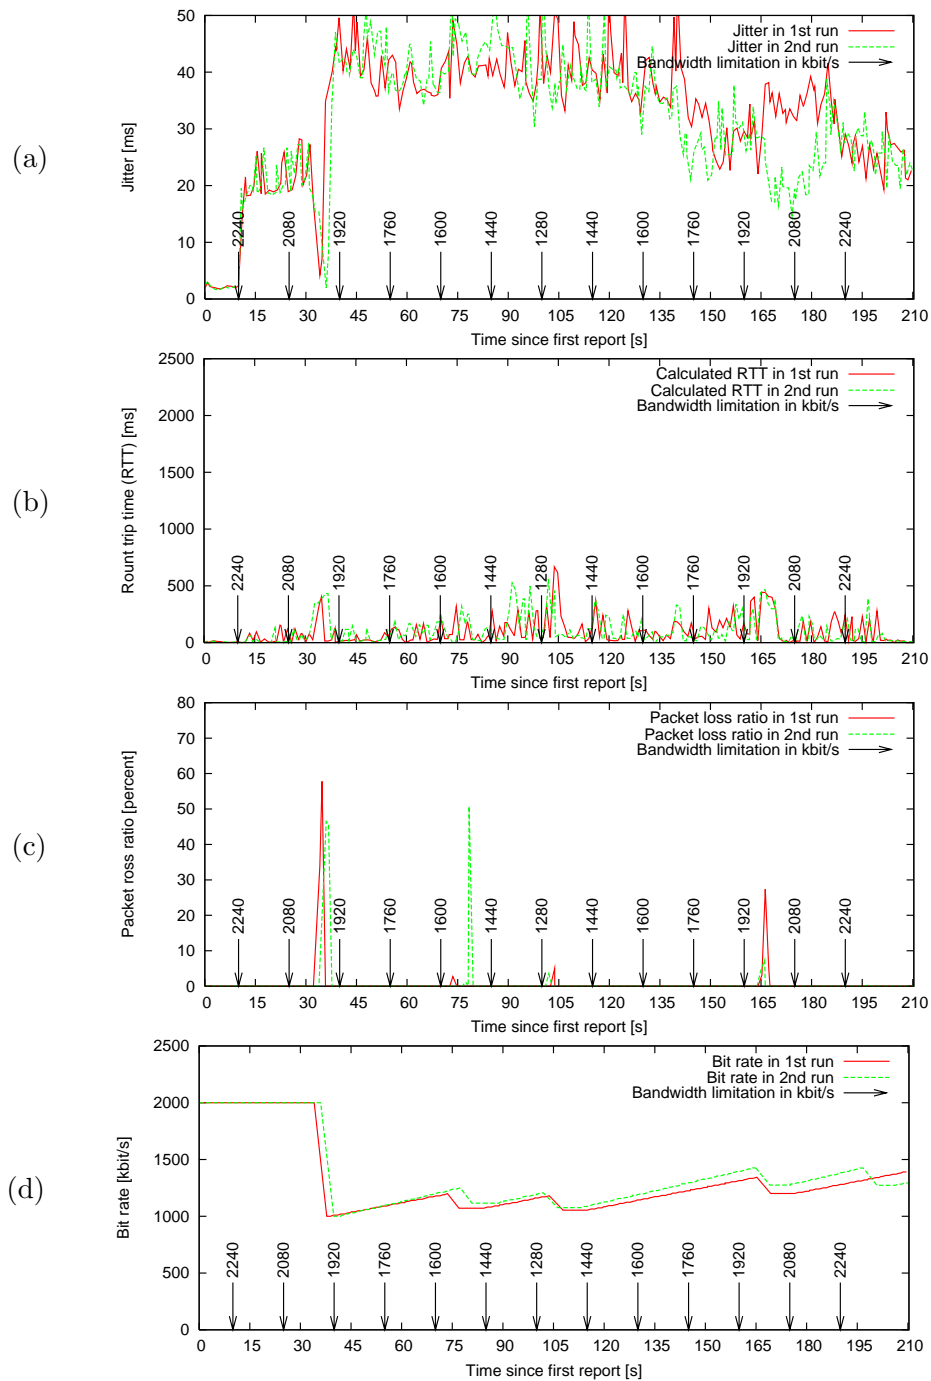 (a)
Jitter [ms]
50
40
30
20
10
0
Jitter in 1st run
Jitter in 2nd run
Bandwidth limitation in kbit/s
2240 2080 1920 1760 1600 1440 1280 1440 1600 1760 1920 2080 2240
0 15 30 45 60 75 90 105 120 135 150 165 180 195 210
Time since first report [s]
(b)
Rount trip time (RTT) [ms]
2500
2000
1500
1000
500
0
Calculated RTT in 1st run
Calculated RTT in 2nd run
Bandwidth limitation in kbit/s
2240 2080 1920 1760 1600 1440 1280 1440 1600 1760 1920 2080 2240
0 15 30 45 60 75 90 105 120 135 150 165 180 195 210
Time since first report [s]
(c)
Packet ross ratio [percent]
80
70
60
50
40
30
20
10
0
Packet loss ratio in 1st run
Packet loss ratio in 2nd run
Bandwidth limitation in kbit/s
2240 2080 1920 1760 1600 1440 1280 1440 1600 1760 1920 2080 2240
0 15 30 45 60 75 90 105 120 135 150 165 180 195 210
Time since first report [s]
(d)
Bit rate [kbit/s]
2500
2000
1500
1000
500
0
Bit rate in 1st run
Bit rate in 2nd run
Bandwidth limitation in kbit/s
2240 2080 1920 1760 1600 1440 1280 1440 1600 1760 1920 2080 2240
0 15 30 45 60 75 90 105 120 135 150 165 180 195 210
Time since first report [s]